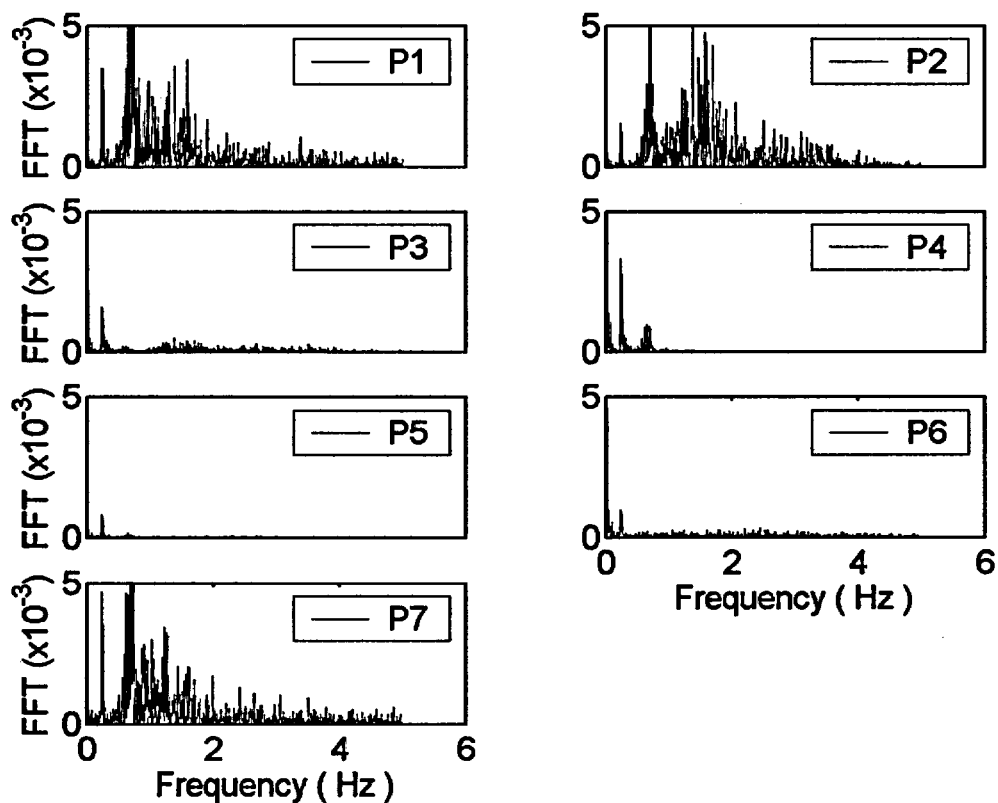 FFT (x10^-3)
5
0
P1
5
0
P2
FFT (x10^-3)
5
0
P3
5
0
P4
FFT (x10^-3)
5
0
P5
5
0
P6
0 2 4 6
Frequency ( Hz )
FFT (x10^-3)
5
0
P7
0 2 4 6
Frequency ( Hz )